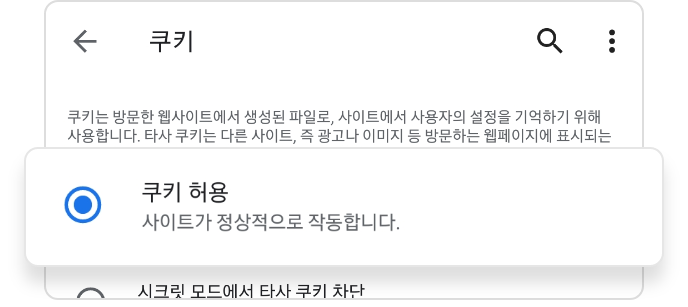 쿠키
쿠키는 방문한 웹사이트에서 생성된 파일로, 사이트에서 사용자의 설정을 기억하기 위해
사용합니다. 타사 쿠키는 다른 사이트, 즉 광고나 이미지 등 방문하는 웹페이지에 표시되는
쿠키 허용
사이트가 정상적으로 작동합니다.
시크릿 모드에서 타사 쿠키 차단